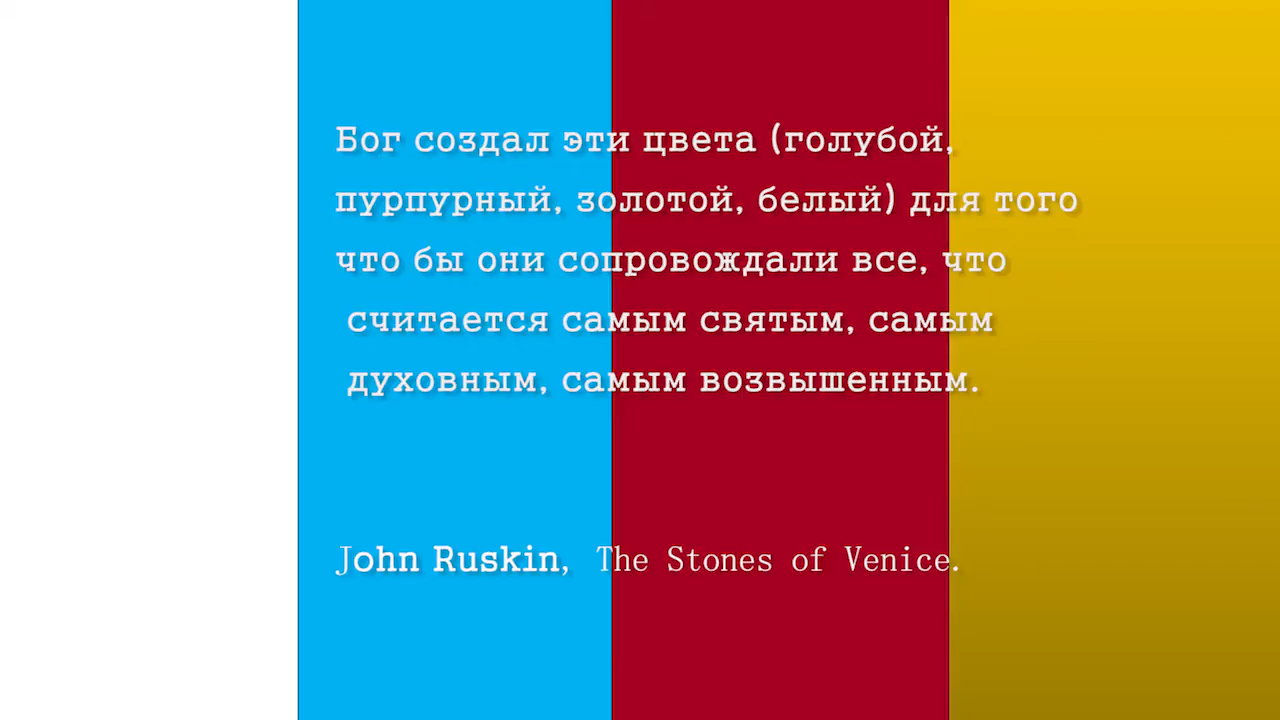 Бог создал эти цвета (голубой,
пурпурный, золотой, белый) для того
что бы они сопровождали все, что
считается самым святым, самым
духовным, самым возвышенным.
John Ruskin, The Stones of Venice.